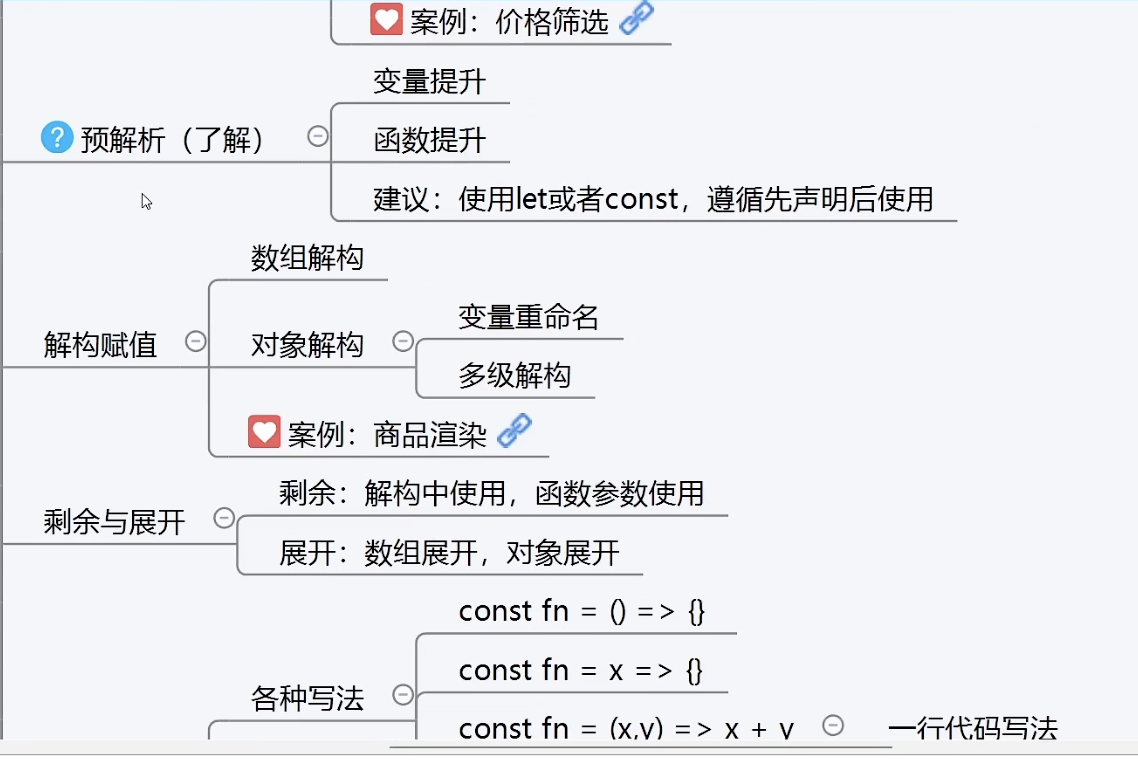 案例：价格筛选
变量提升
预解析（了解）
函数提升
建议：使用let或者const，遵循先声明后使用
数组解构
解构赋值
对象解构
变量重命名
多级解构
案例：商品渲染
剩余与展开
剩余：解构中使用，函数参数使用
展开：数组展开，对象展开
各种写法
const fn = () => {}
const fn = x => {}
const fn = (x,y) => x + y
一行代码写法